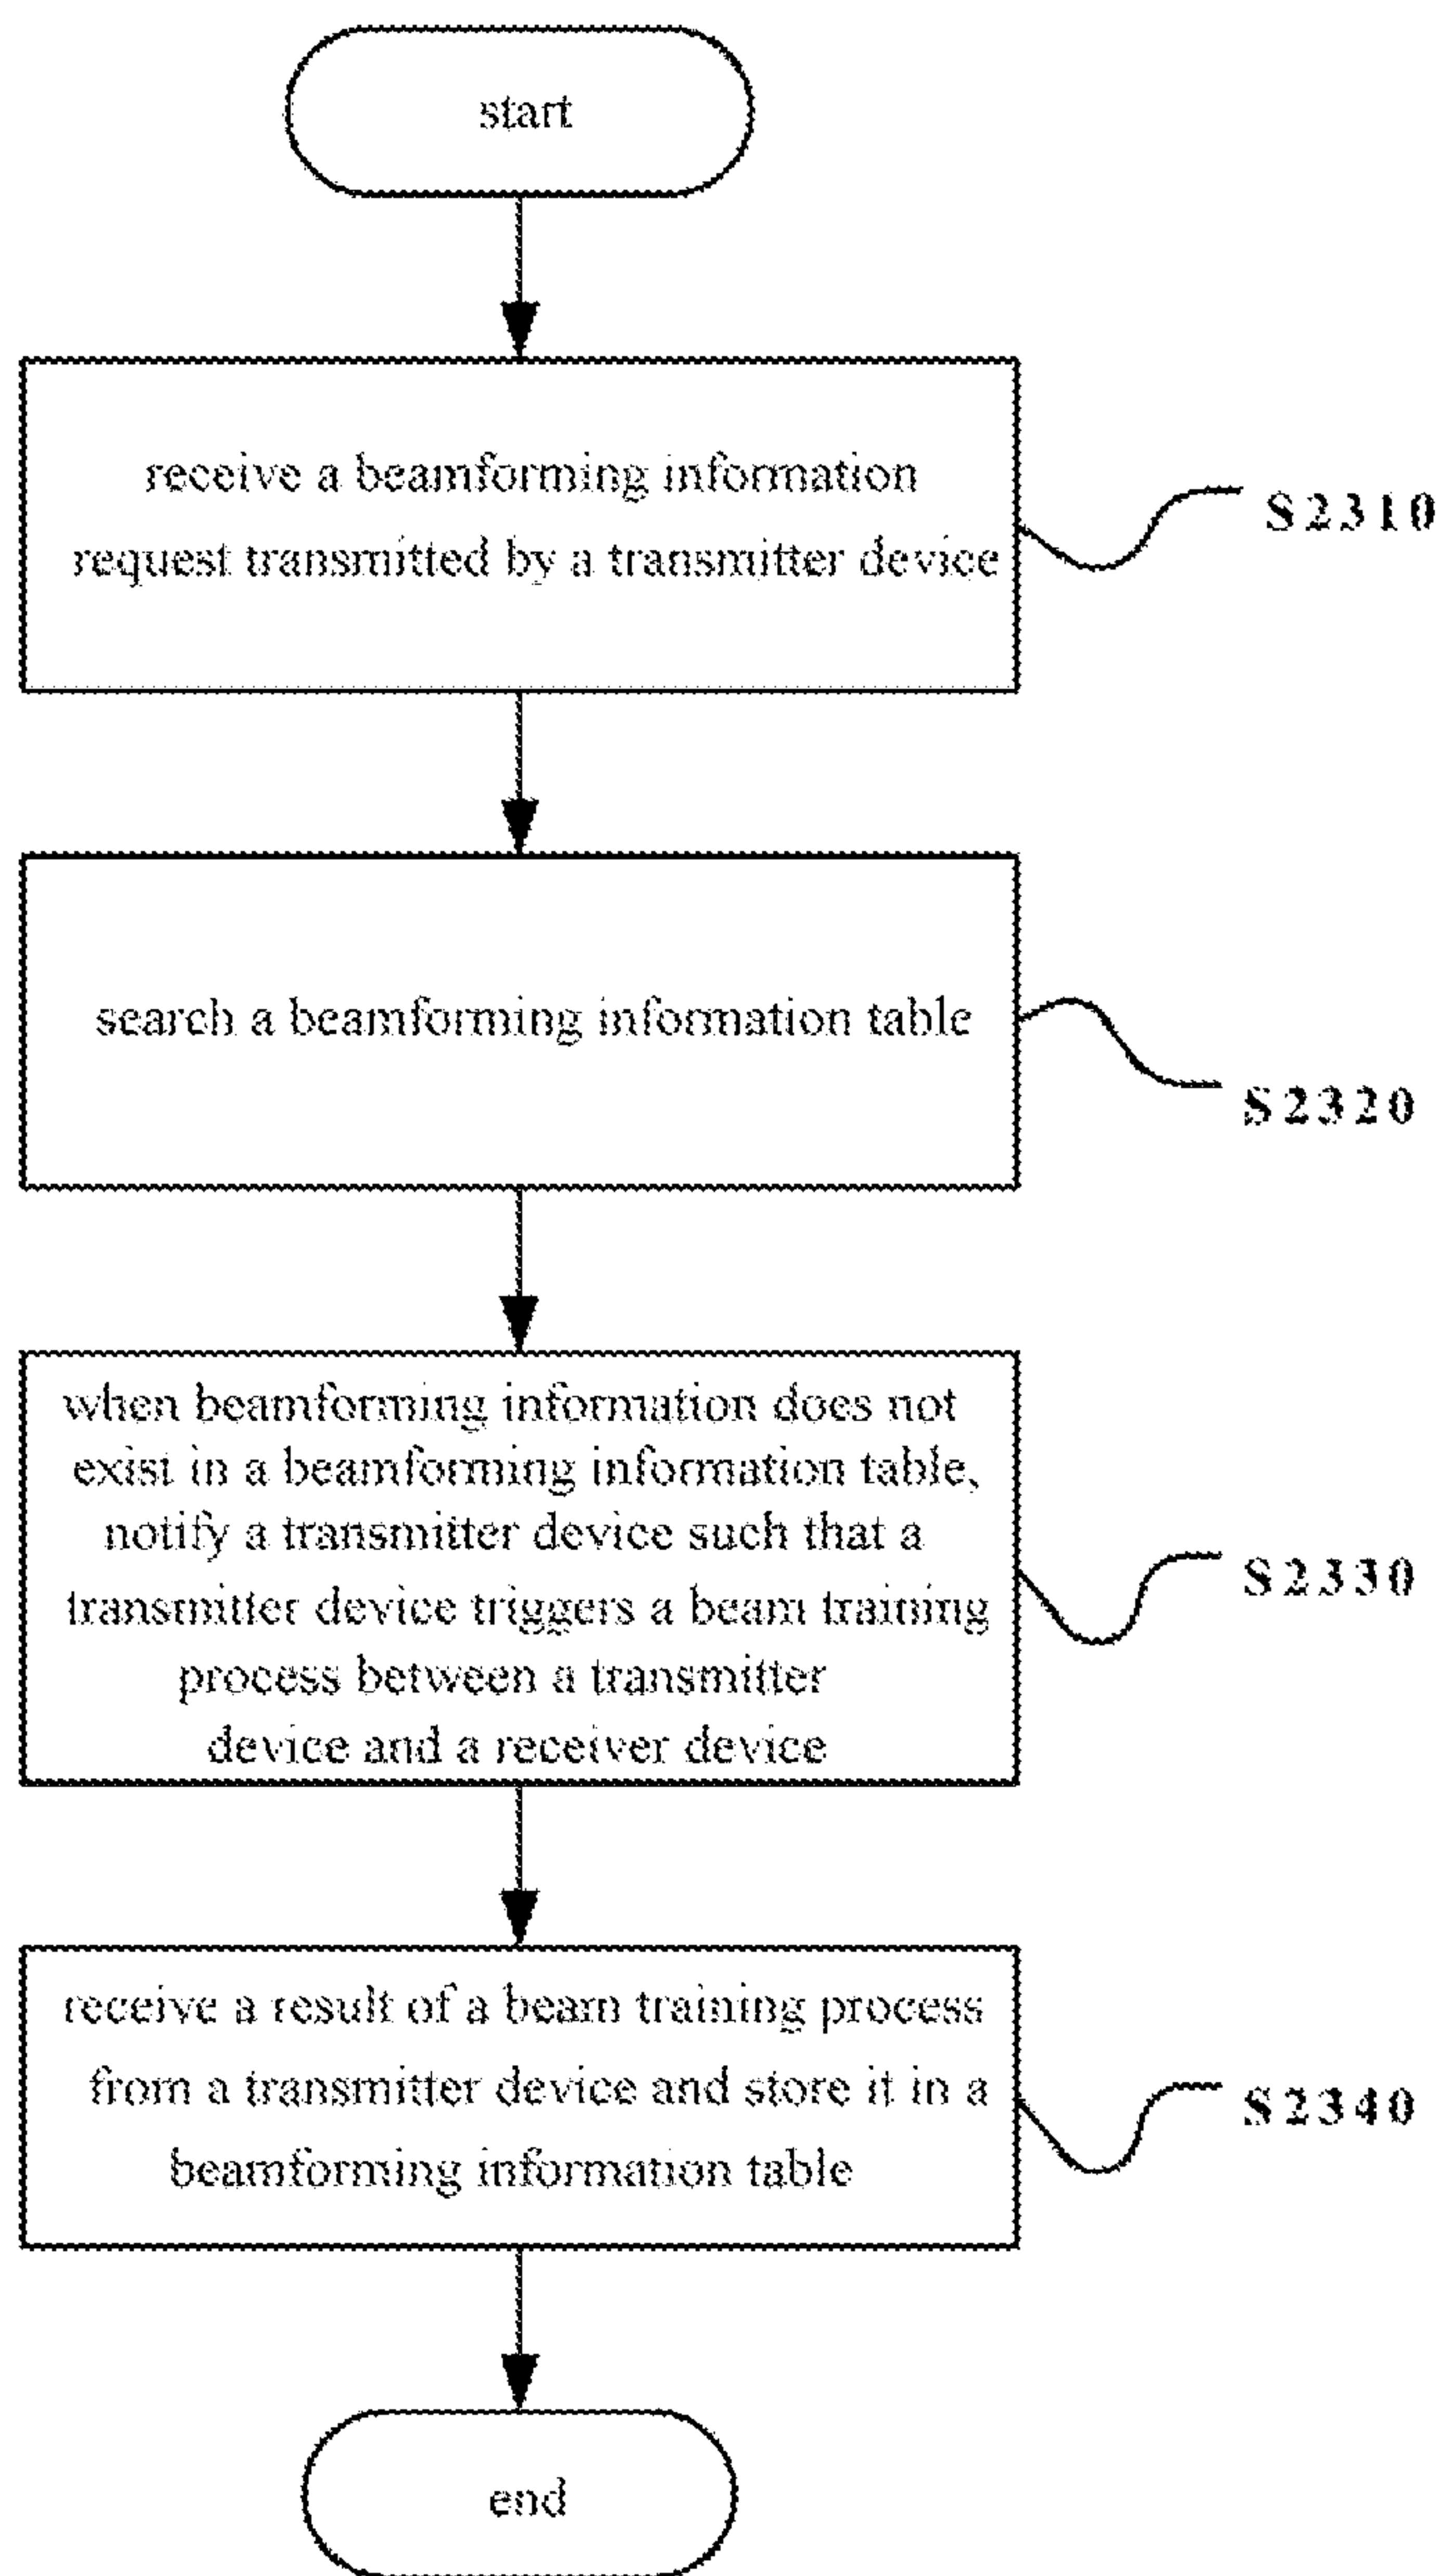 start
receive a beamforming information
request transmitted by a transmitter device
S2310
search a beamforming information table
S2320
when beamforming information does not
exist in a beamforming information table,
notify a transmitter device such that a
transmitter device triggers a beam training
process between a transmitter
device and a receiver device
S2330
receive a result of a beam training process
from a transmitter device and store it in a
beamforming information table
S2340
end